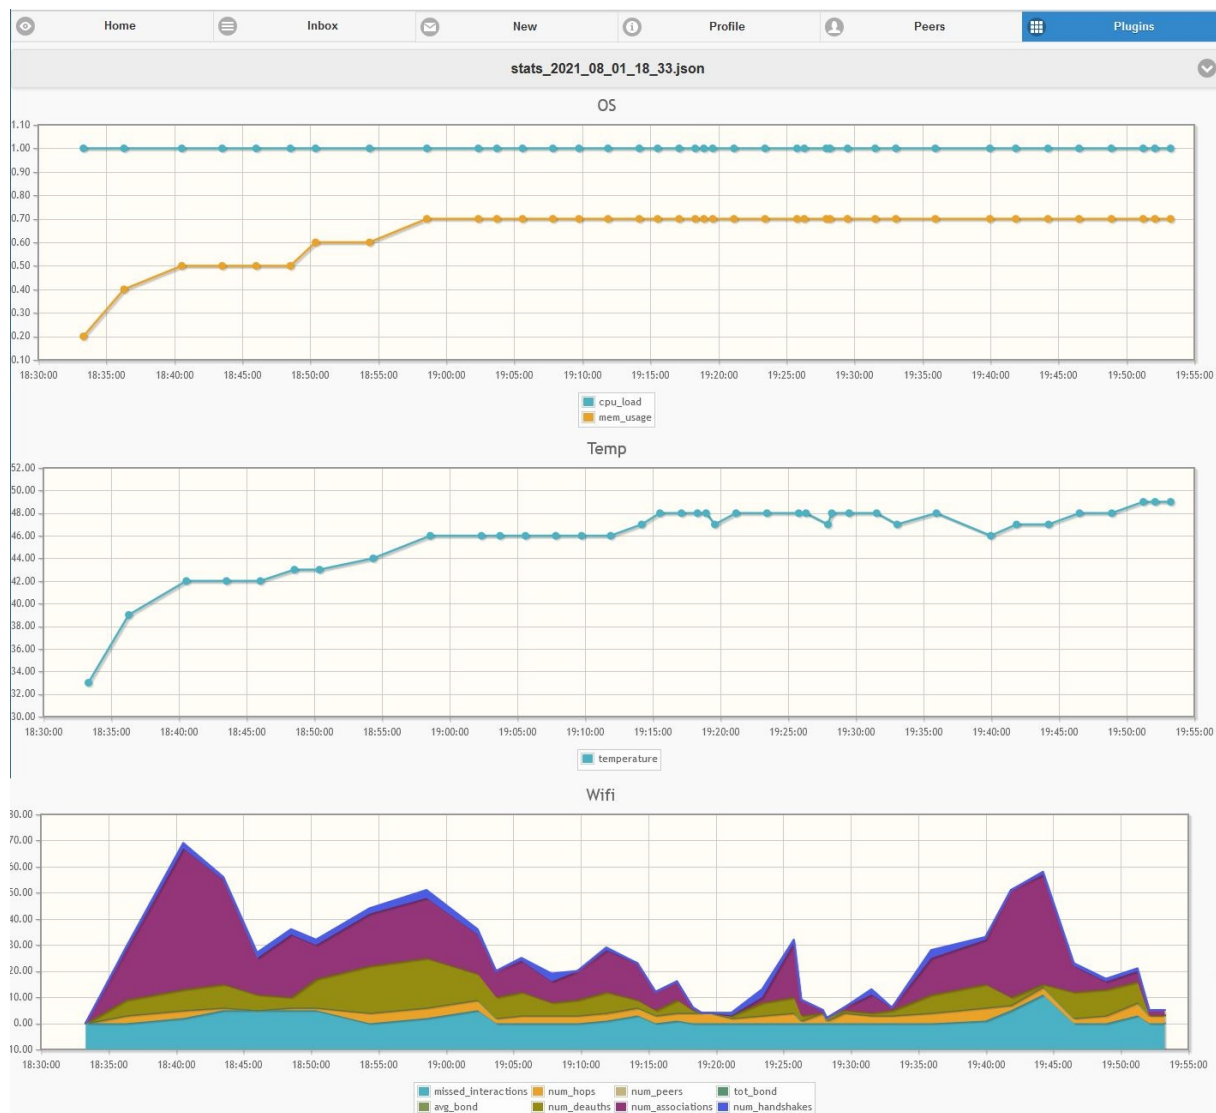 Home Inbox New Profile Peers Plugins
stats_2021_08_01_18_33.json
OS
1.10
1.00
0.90
0.80
0.70
0.60
0.50
0.40
0.30
0.20
0.10
18:30:00 18:35:00 18:40:00 18:45:00 18:50:00 18:55:00 19:00:00 19:05:00 19:10:00 19:15:00 19:20:00 19:25:00 19:30:00 19:35:00 19:40:00 19:45:00 19:50:00 19:55:00
cpu_load
mem_usage
Temp
52.00
50.00
48.00
46.00
44.00
42.00
40.00
38.00
36.00
34.00
32.00
30.00
18:30:00 18:35:00 18:40:00 18:45:00 18:50:00 18:55:00 19:00:00 19:05:00 19:10:00 19:15:00 19:20:00 19:25:00 19:30:00 19:35:00 19:40:00 19:45:00 19:50:00 19:55:00
temperature
Wifi
80.00
70.00
60.00
50.00
40.00
30.00
20.00
10.00
0.00
10.00
18:30:00 18:35:00 18:40:00 18:45:00 18:50:00 18:55:00 19:00:00 19:05:00 19:10:00 19:15:00 19:20:00 19:25:00 19:30:00 19:35:00 19:40:00 19:45:00 19:50:00 19:55:00
missed_interactions num_hops num_peers tot_bond
avg_bond num_deauths num_associations num_handshakes